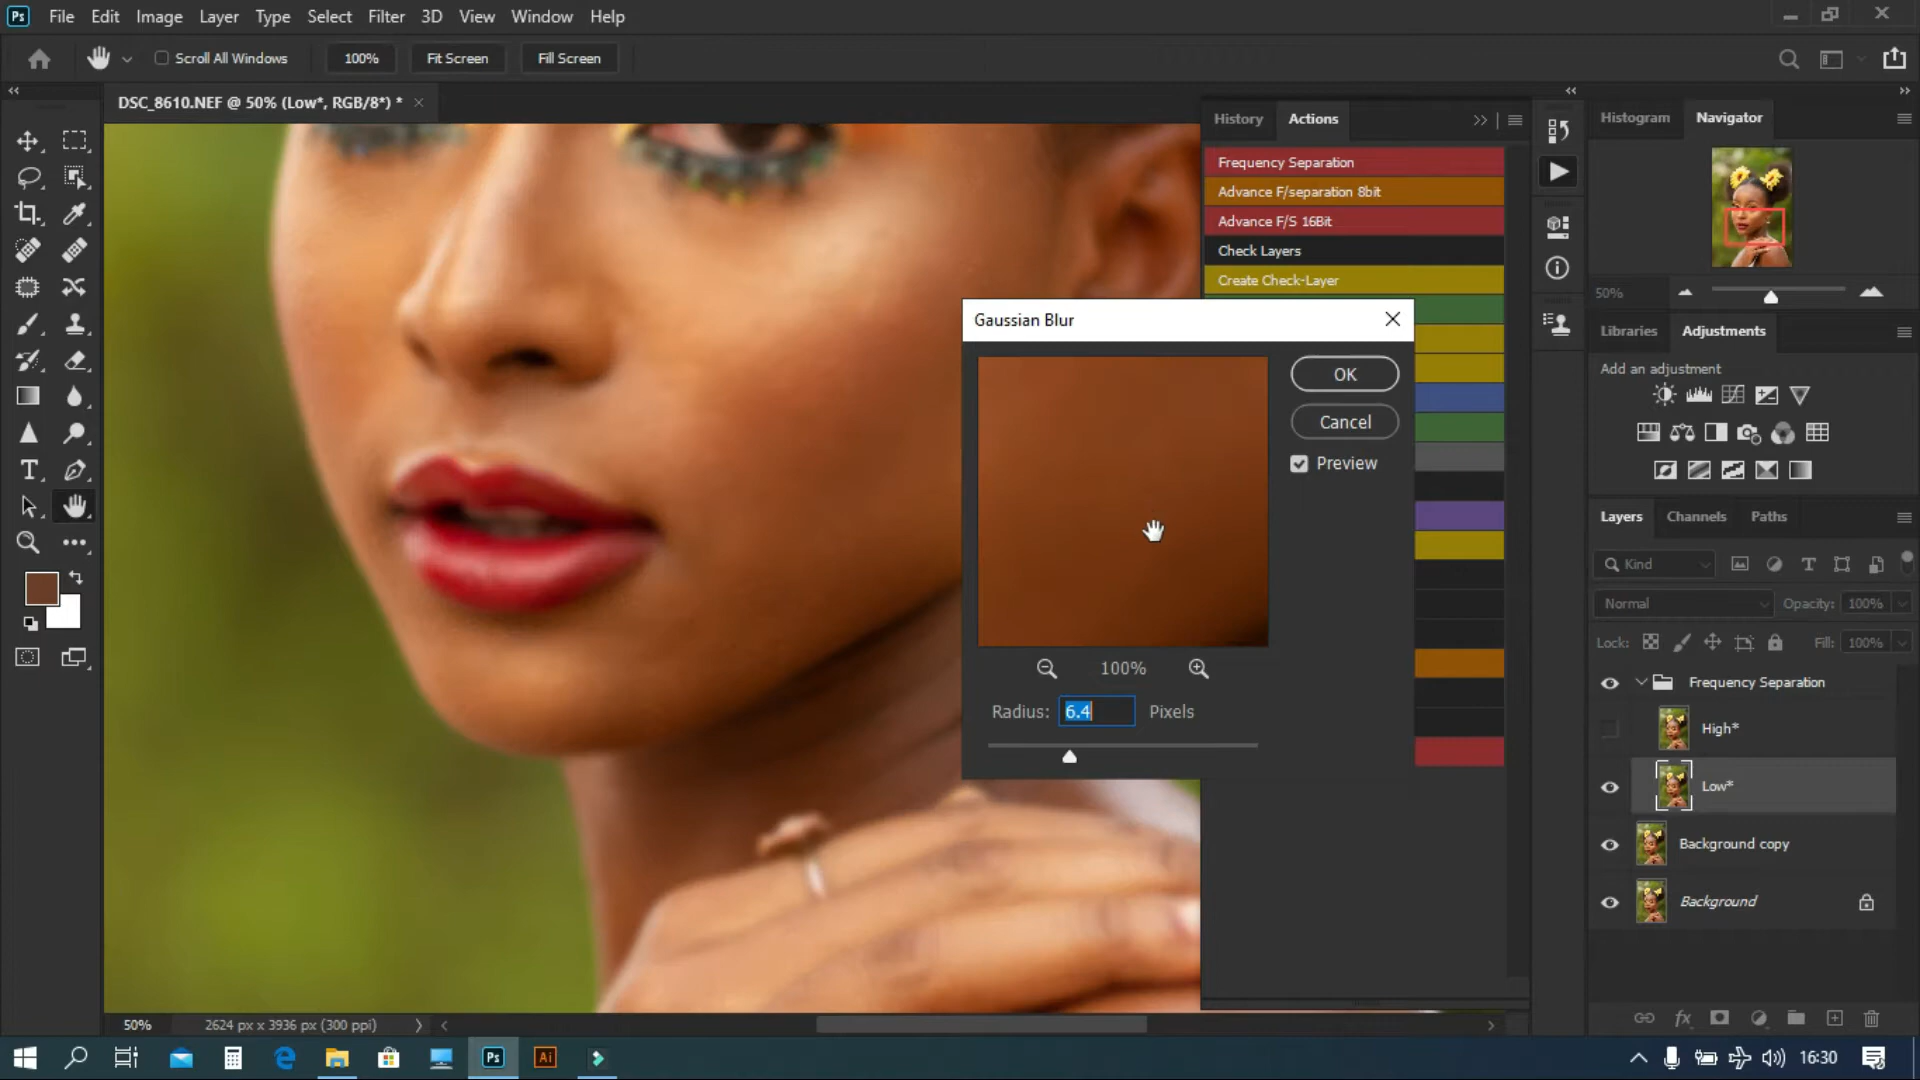 Ps File Edit Image Layer Type Select Filter 3D View Window Help
Scroll All Windows 100% Fit Screen Fill Screen
DSC_8610.NEF @ 50% (Low*, RGB/8*) *
History Actions
Frequency Separation
Advance F/separation 8bit
Advance F/S 16Bit
Check Layers
Create Check-Layer
Gaussian Blur
OK
Cancel
Preview
100%
Radius: 6.4 Pixels
Histogram Navigator
50%
Libraries Adjustments
Add an adjustment
Layers Channels Paths
Kind
Normal Opacity: 100%
Lock: Fill: 100%
Frequency Separation
High*
Low*
Background copy
Background
50% 2624 px x 3936 px (300 ppi)
Ps Ai 16:30